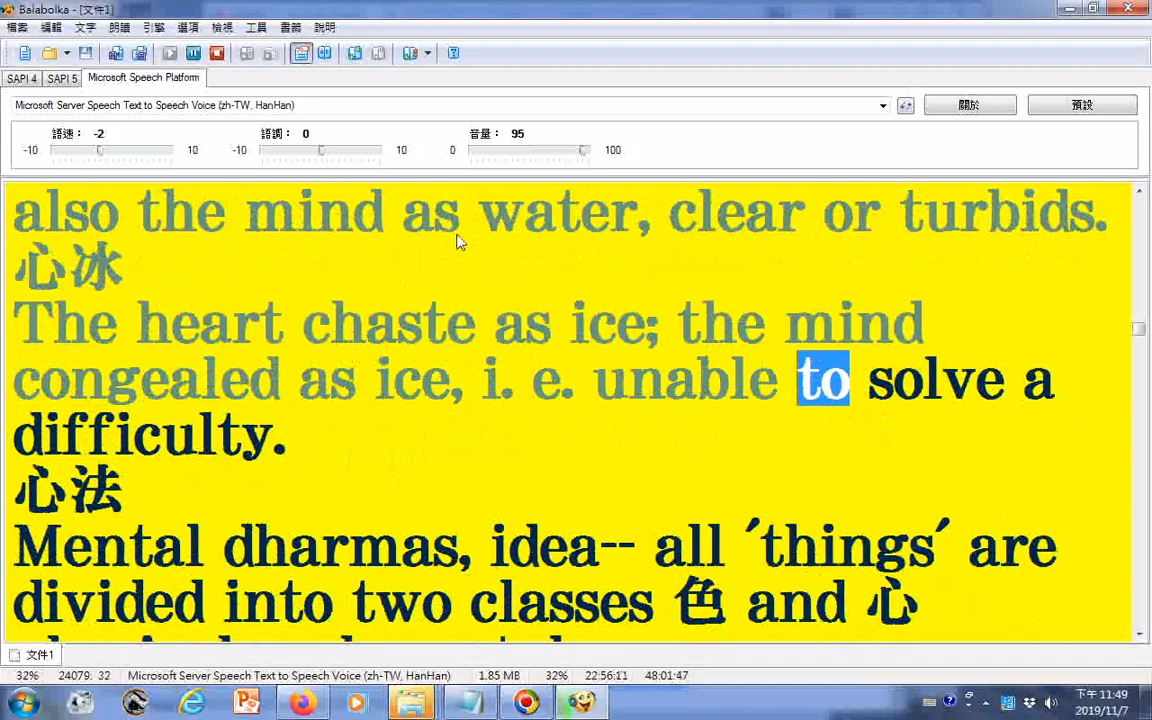 Balabolka - [文件1]
檔案 編輯 文字 朗讀 引擎 選項 檢視 工具 書籤 說明
SAPI 4 SAPI 5 Microsoft Speech Platform
Microsoft Server Speech Text to Speech Voice (zh-TW, HanHan) 關於 預設
語速： -2 語調： 0 音量： 95
-10 10 -10 10 0 100
also the mind as water, clear or turbids.
心冰
The heart chaste as ice; the mind
congealed as ice, i. e. unable to solve a
difficulty.
心法
Mental dharmas, idea-- all 'things' are
divided into two classes 色 and 心
文件1
32% 24079: 32 Microsoft Server Speech Text to Speech Voice (zh-TW, HanHan) 1.85 MB 32% 22:56:11 48:01:47
下午 11:49
2019/11/7